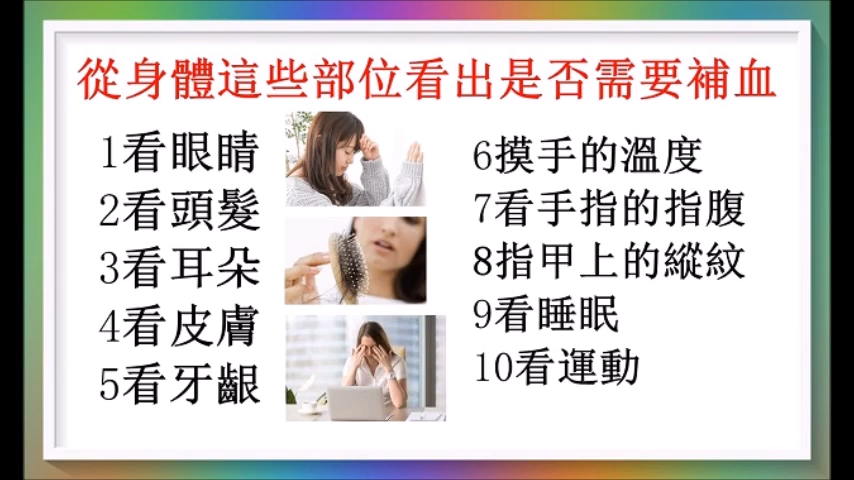 從身體這些部位看出是否需要補血
1看眼睛
2看頭髮
3看耳朵
4看皮膚
5看牙齦
6摸手的溫度
7看手指的指腹
8指甲上的縱紋
9看睡眠
10看運動